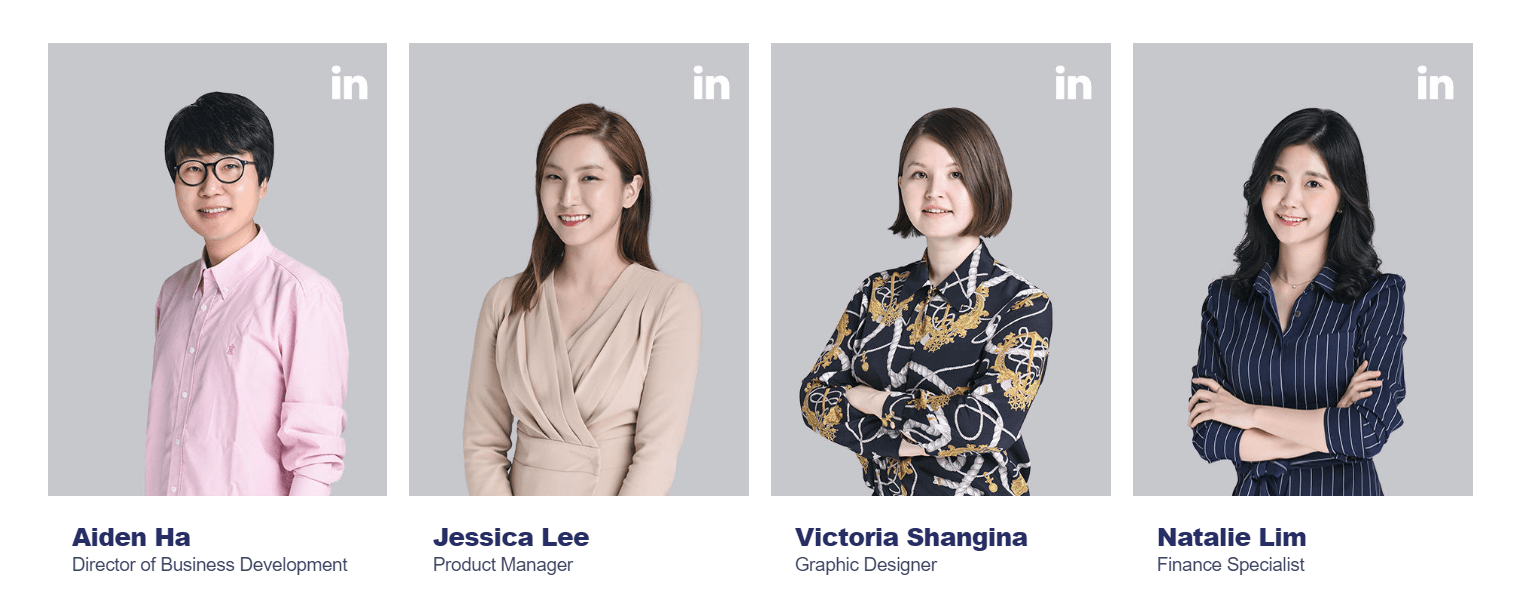 in
in
in
in
Aiden Ha
Director of Business Development
Jessica Lee
Product Manager
Victoria Shangina
Graphic Designer
Natalie Lim
Finance Specialist